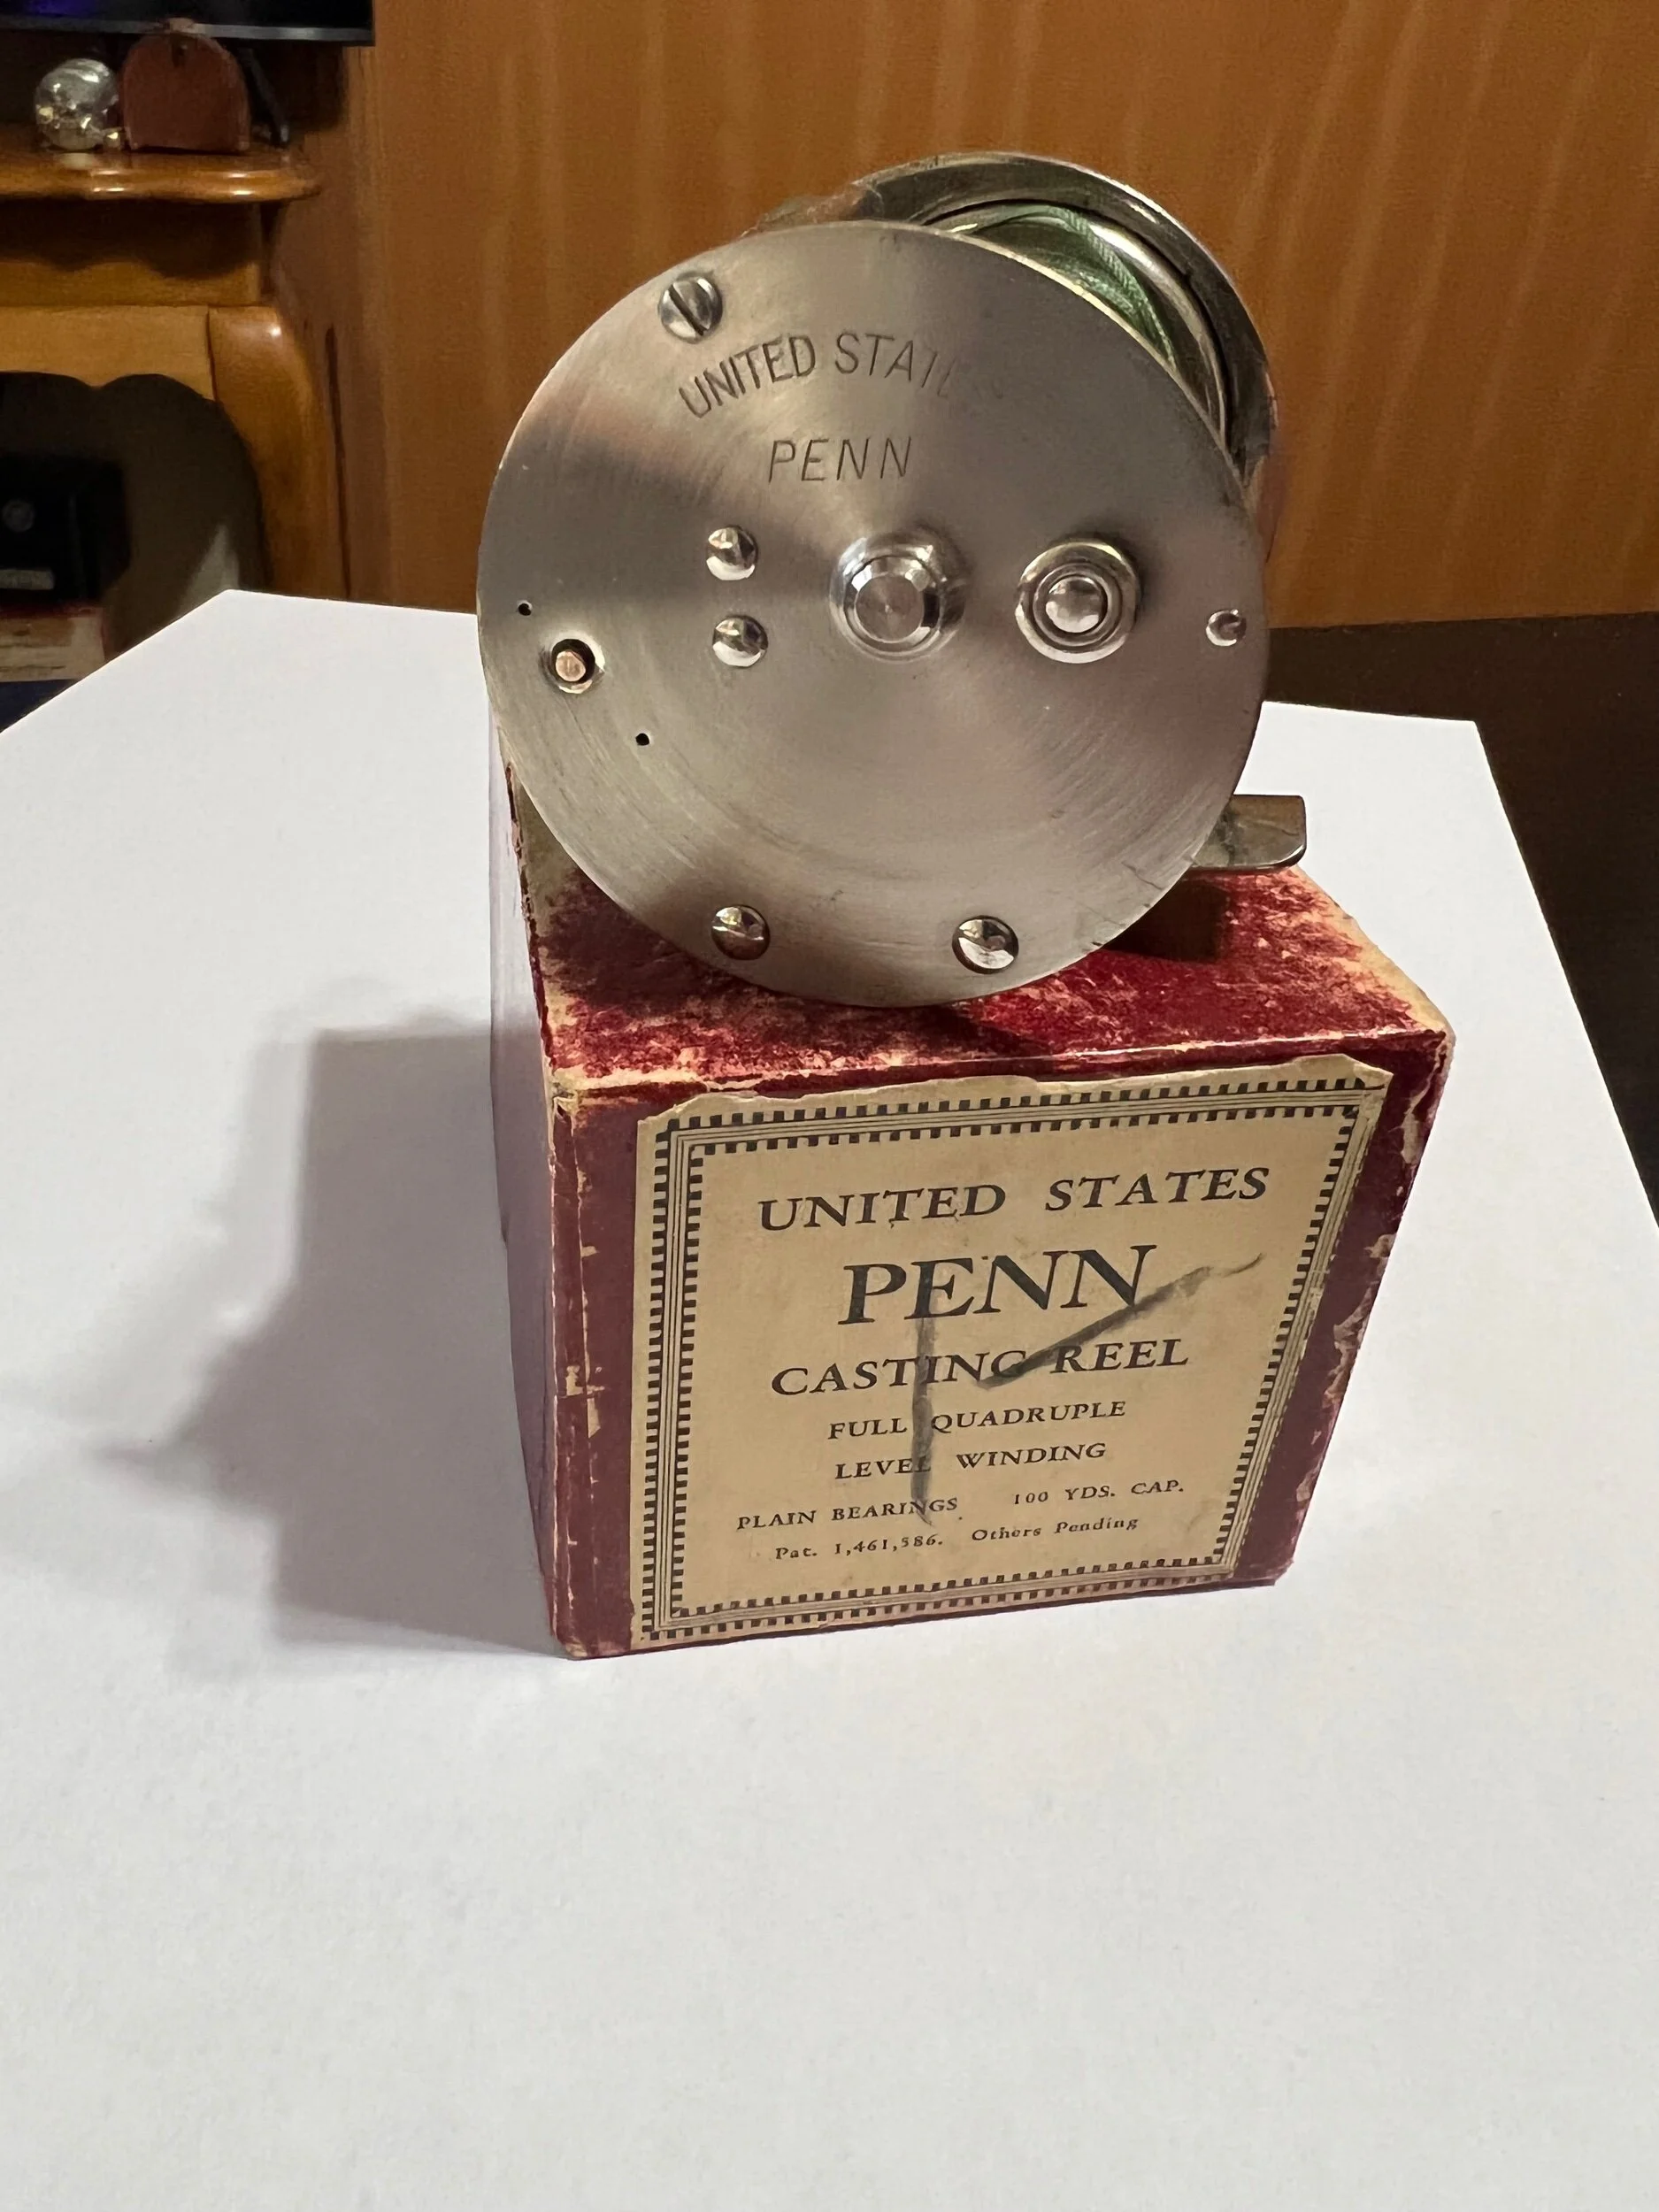 UNITED STATE
PENN
UNITED STATES
PENN
CASTING REEL
FULL QUADRUPLE
LEVEL WINDING
PLAIN BEARINGS 100 YDS. CAP.
Pat. 1,461,586. Others Pending